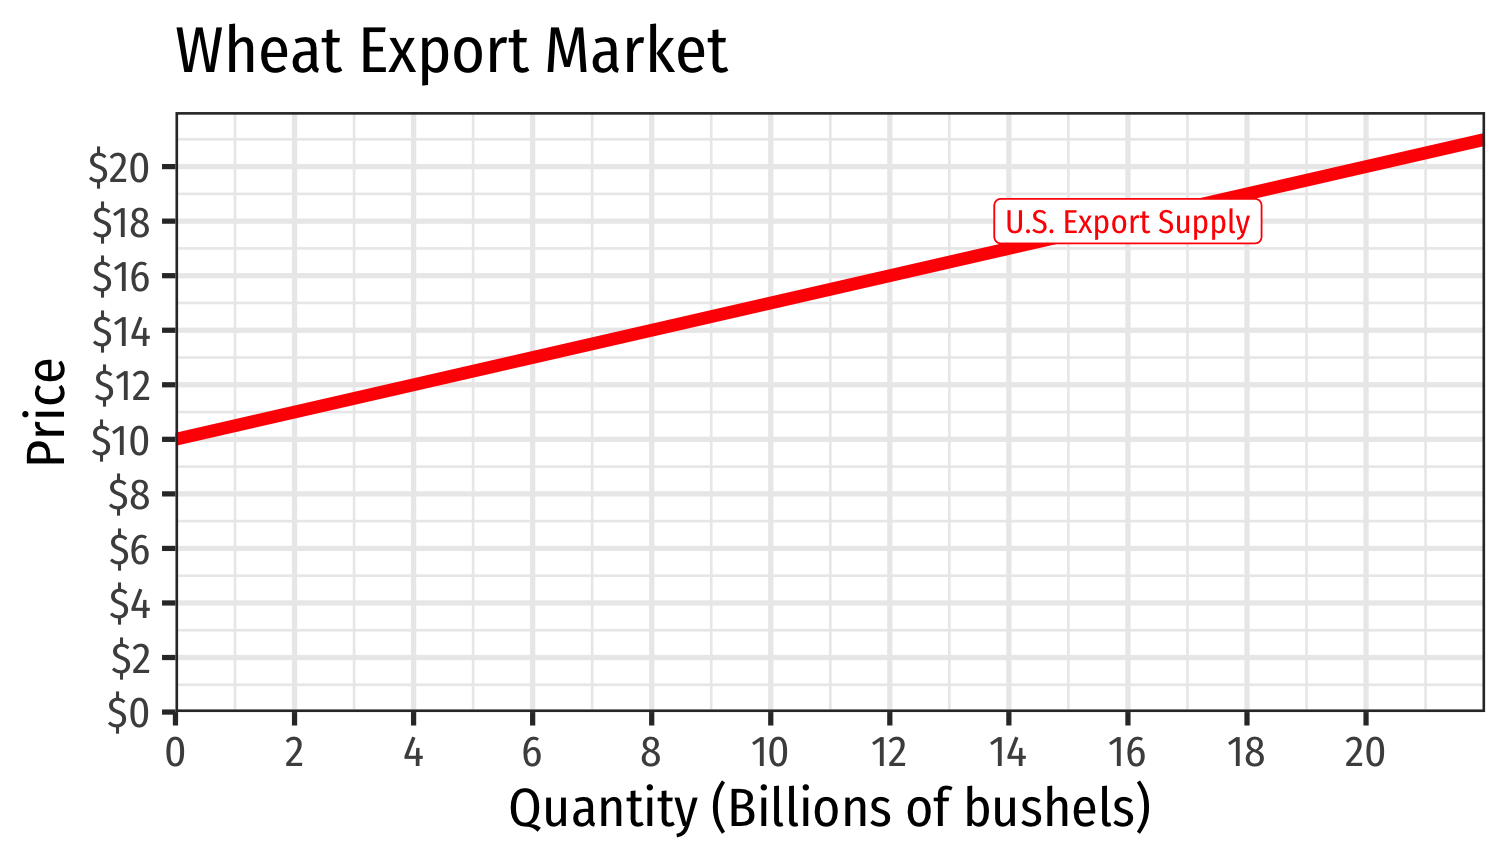 Wheat Export Market
$20
$18
$16
$14
$12
$10
$8
$6
$4
$2
$0
Price
U.S. Export Supply
0 2 4 6 8 10 12 14 16 18 20
Quantity (Billions of bushels)